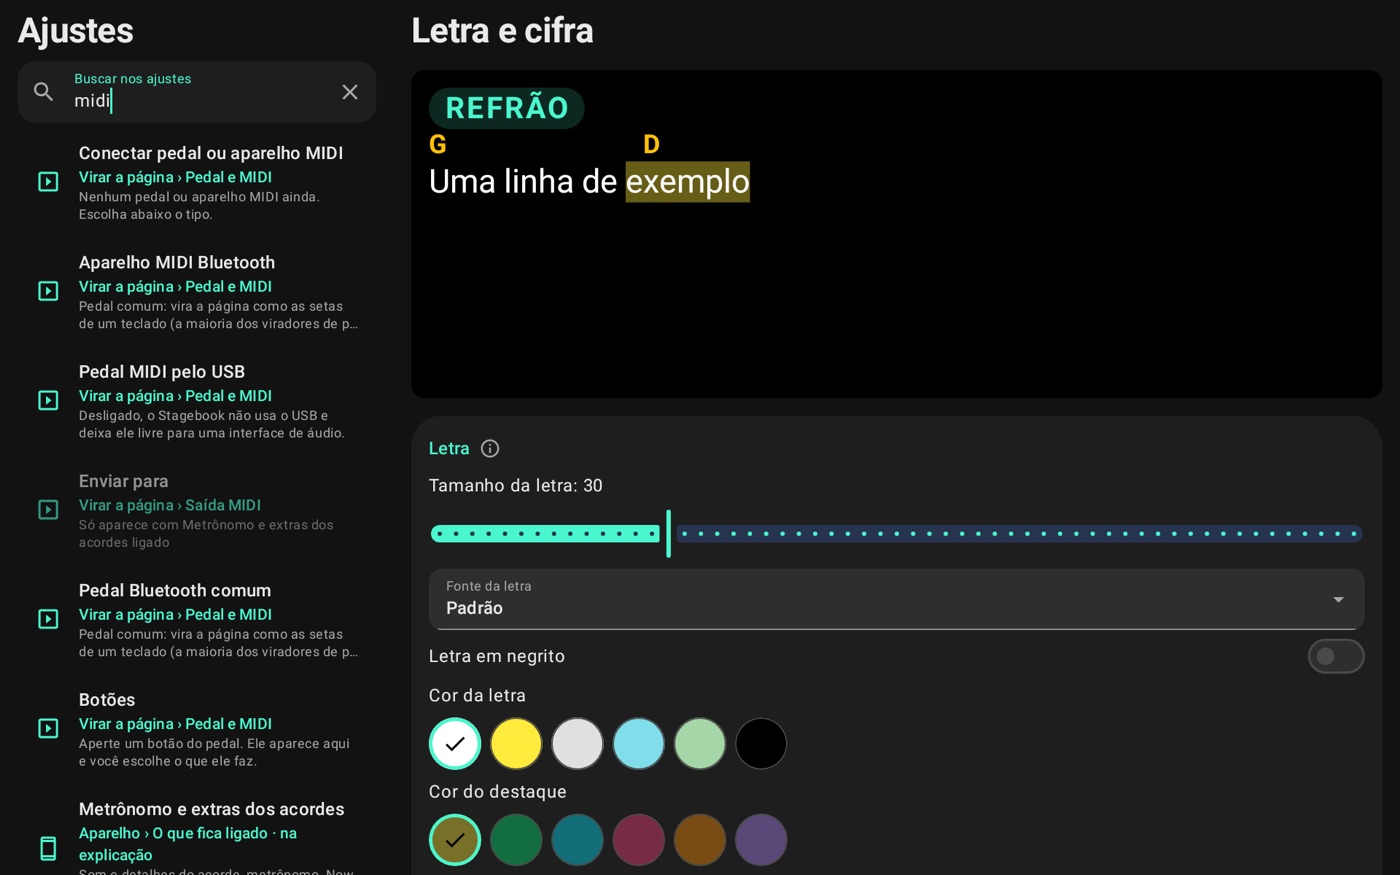 Ajustes
Buscar nos ajustes
midi
Conectar pedal ou aparelho MIDI
Virar a página › Pedal e MIDI
Nenhum pedal ou aparelho MIDI ainda.
Escolha abaixo o tipo.
Aparelho MIDI Bluetooth
Virar a página › Pedal e MIDI
Pedal comum: vira a página como as setas
de um teclado (a maioria dos viradores de p…
Pedal MIDI pelo USB
Virar a página › Pedal e MIDI
Desligado, o Stagebook não usa o USB e
deixa ele livre para uma interface de áudio.
Enviar para
Virar a página › Saída MIDI
Só aparece com Metrônomo e extras dos
acordes ligado
Pedal Bluetooth comum
Virar a página › Pedal e MIDI
Pedal comum: vira a página como as setas
de um teclado (a maioria dos viradores de p…
Botões
Virar a página › Pedal e MIDI
Aperte um botão do pedal. Ele aparece aqui
e você escolhe o que ele faz.
Metrônomo e extras dos acordes
Aparelho › O que fica ligado · na
explicação
Letra e cifra
REFRÃO
G D
Uma linha de exemplo
Letra
Tamanho da letra: 30
Fonte da letra
Padrão
Letra em negrito
Cor da letra
Cor do destaque